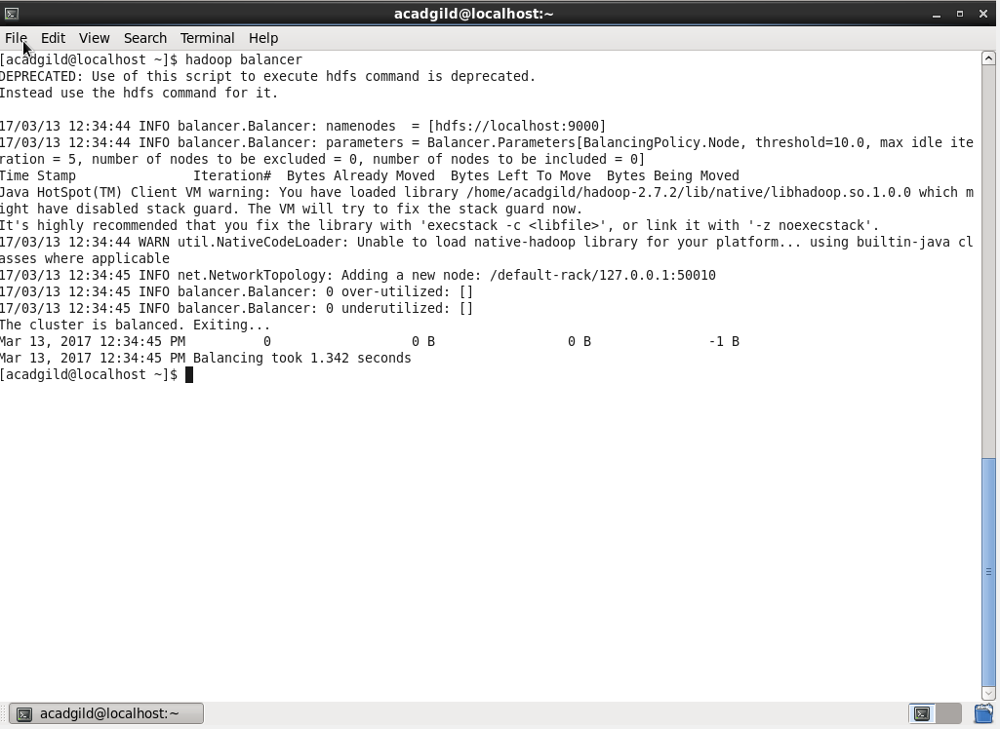 acadgild@localhost:~
File Edit View Search Terminal Help
[acadgild@localhost ~]$ hadoop balancer
DEPRECATED: Use of this script to execute hdfs command is deprecated.
Instead use the hdfs command for it.
17/03/13 12:34:44 INFO balancer.Balancer: namenodes  = [hdfs://localhost:9000]
17/03/13 12:34:44 INFO balancer.Balancer: parameters = Balancer.Parameters[BalancingPolicy.Node, threshold=10.0, max idle ite
ration = 5, number of nodes to be excluded = 0, number of nodes to be included = 0]
Time Stamp               Iteration#  Bytes Already Moved  Bytes Left To Move  Bytes Being Moved
Java HotSpot(TM) Client VM warning: You have loaded library /home/acadgild/hadoop-2.7.2/lib/native/libhadoop.so.1.0.0 which m
ight have disabled stack guard. The VM will try to fix the stack guard now.
It's highly recommended that you fix the library with 'execstack -c <libfile>', or link it with '-z noexecstack'.
17/03/13 12:34:44 WARN util.NativeCodeLoader: Unable to load native-hadoop library for your platform... using builtin-java cl
asses where applicable
17/03/13 12:34:45 INFO net.NetworkTopology: Adding a new node: /default-rack/127.0.0.1:50010
17/03/13 12:34:45 INFO balancer.Balancer: 0 over-utilized: []
17/03/13 12:34:45 INFO balancer.Balancer: 0 underutilized: []
The cluster is balanced. Exiting...
Mar 13, 2017 12:34:45 PM          0                  0 B                 0 B               -1 B
Mar 13, 2017 12:34:45 PM Balancing took 1.342 seconds
[acadgild@localhost ~]$
acadgild@localhost:~